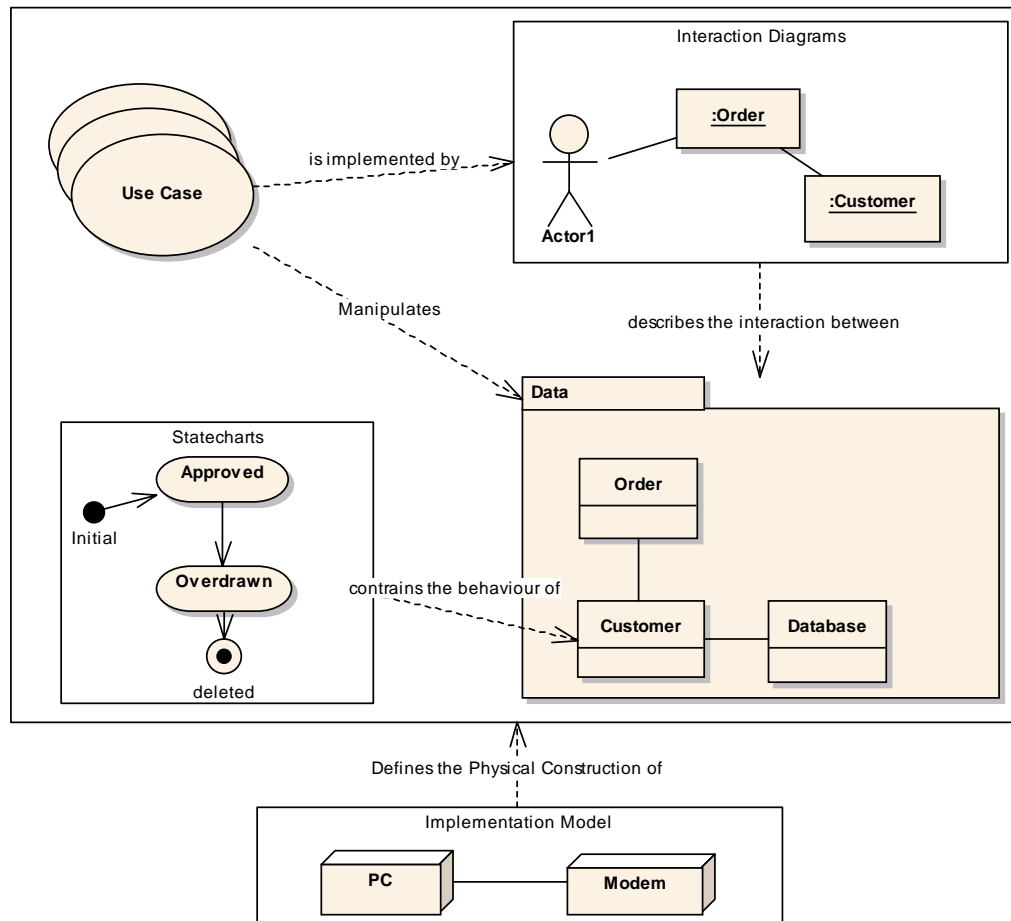 Interaction Diagrams
:Order
is implemented by
Use Case
:Customer
Actor1
Manipulates
describes the interaction between
Data
Statecharts
Approved
Order
Initial
Overdrawn
contrains the behaviour of
Customer
Database
deleted
Defines the Physical Construction of
Implementation Model
PC
Modem